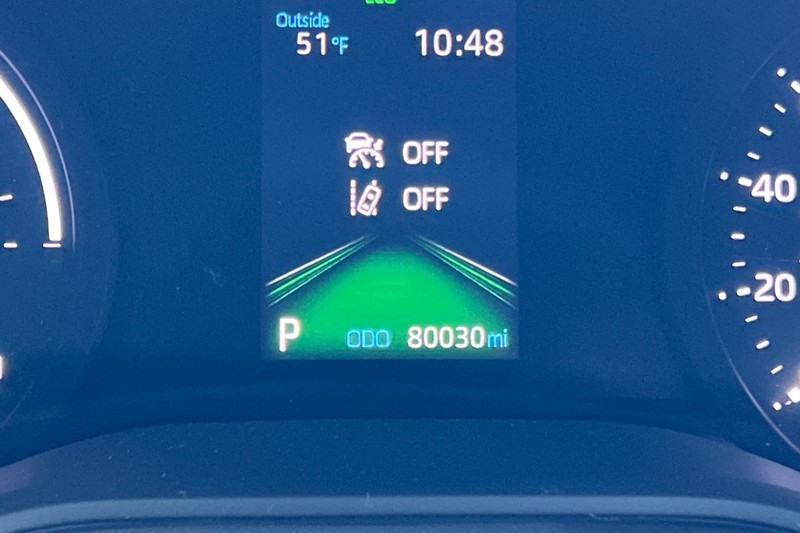 Outside
51°F 10:48
OFF
OFF
40
20
P ODO 80030mi